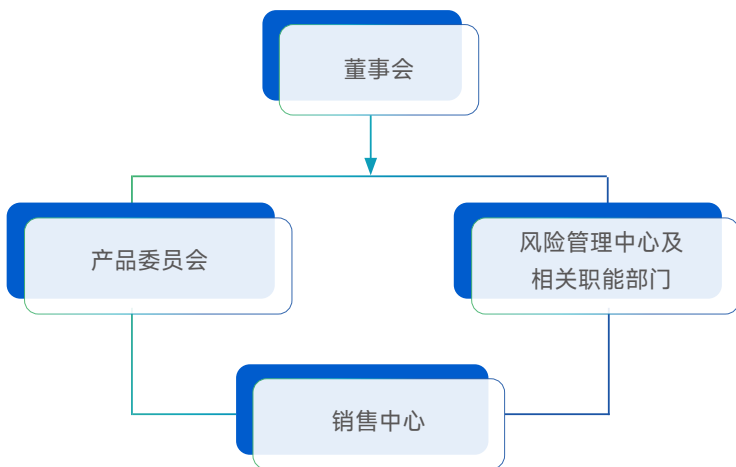 董事会
产品委员会
风险管理中心及
相关职能部门
销售中心